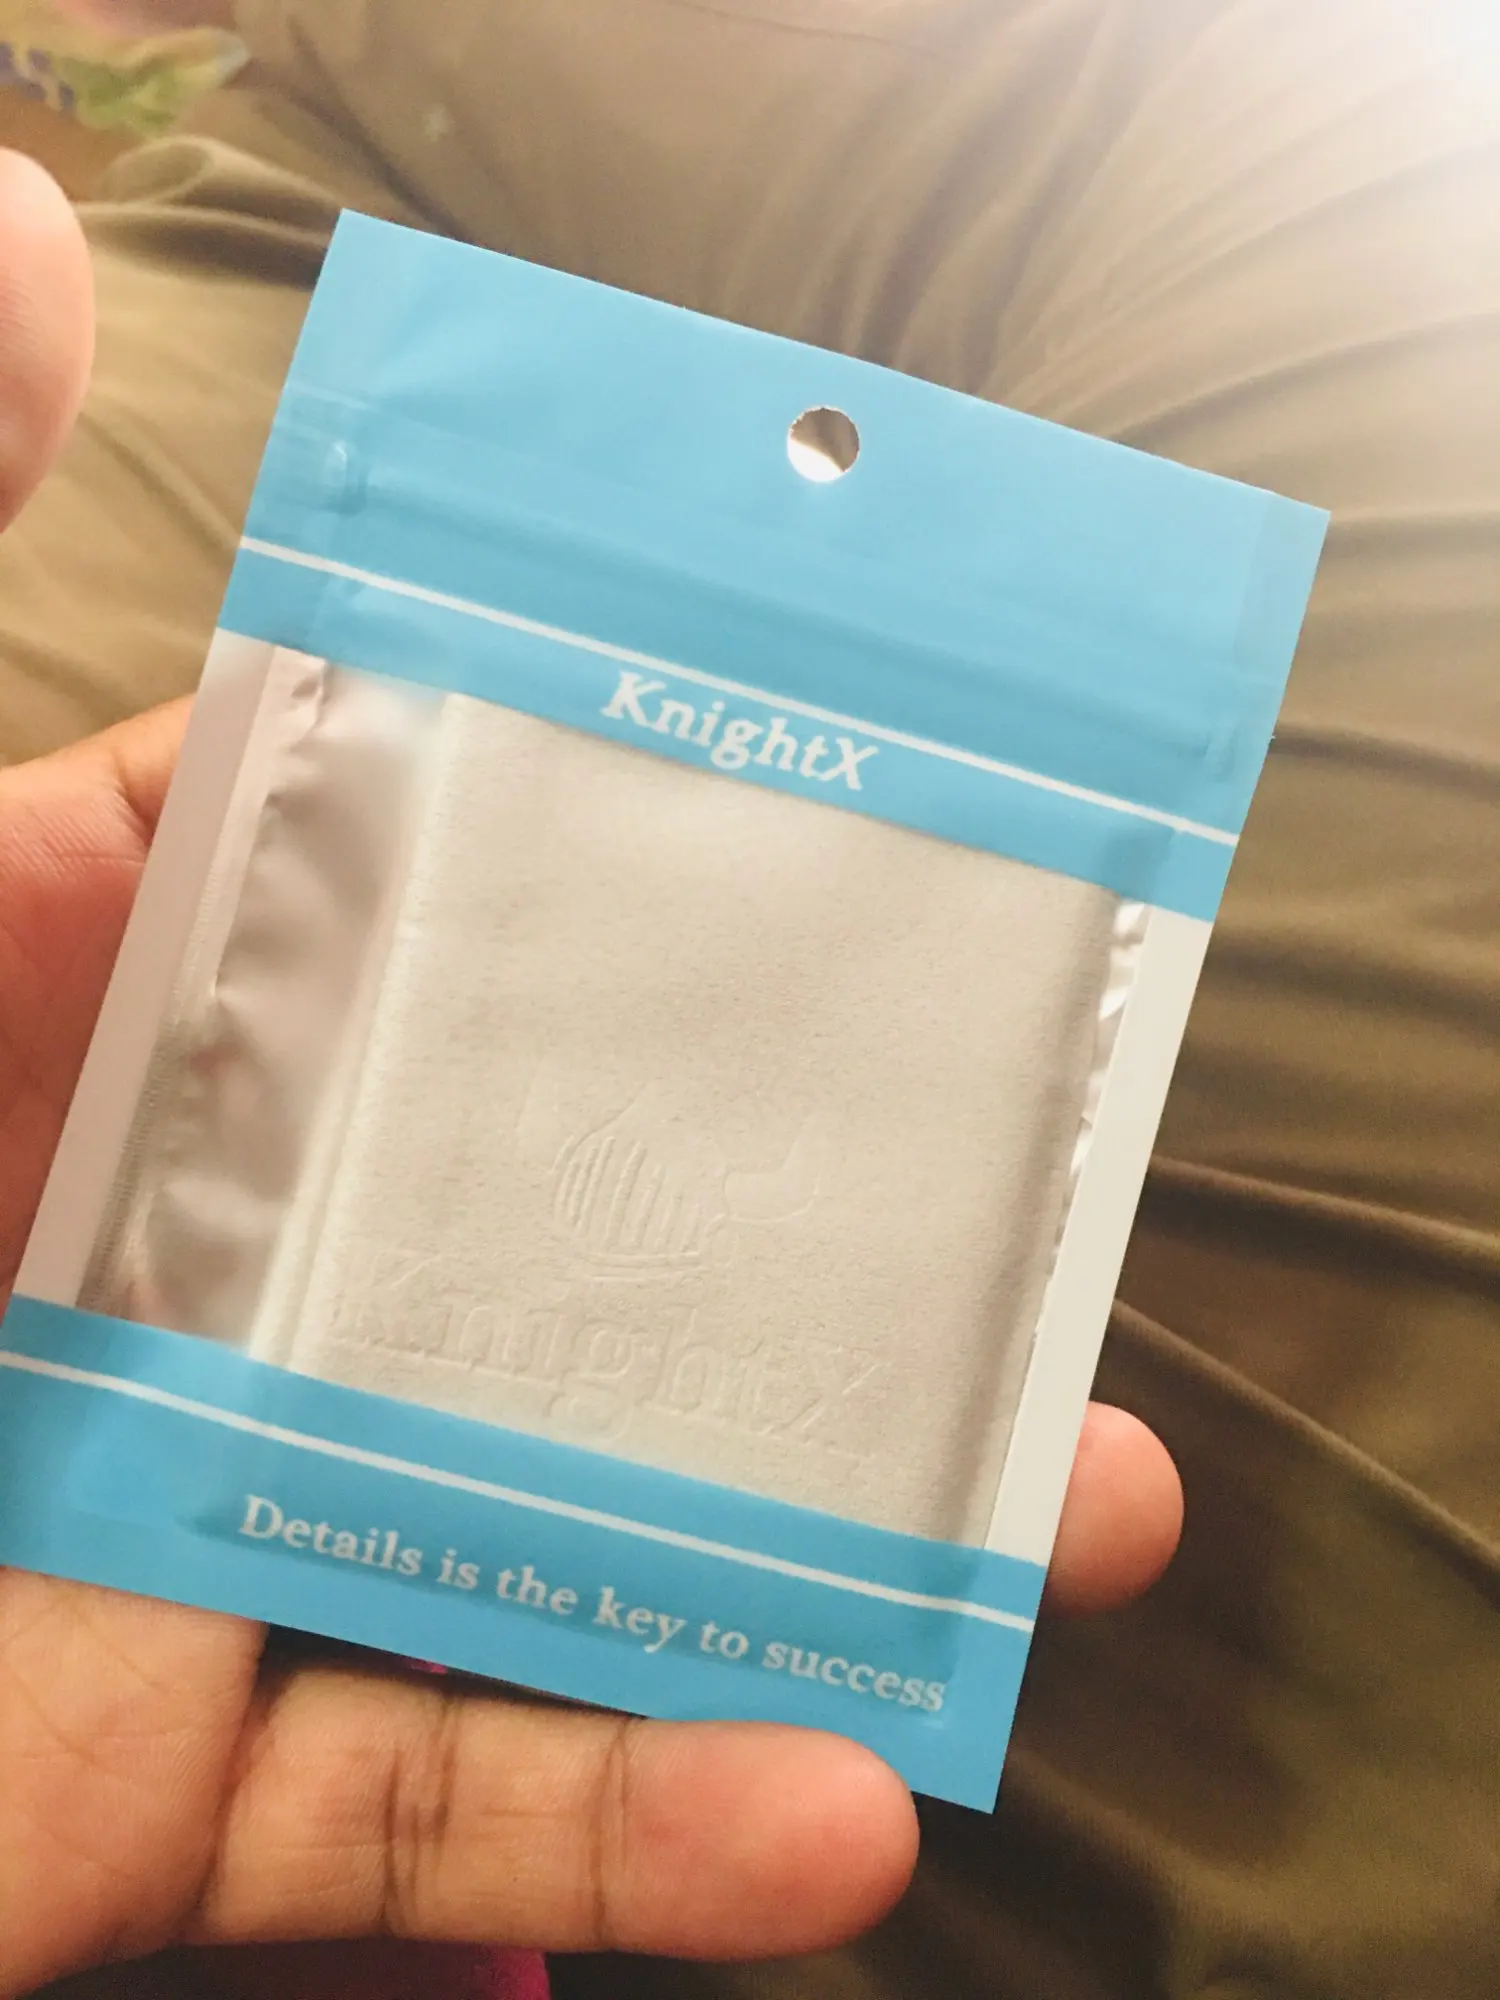 KnightX
KnightX
Details is the key to success